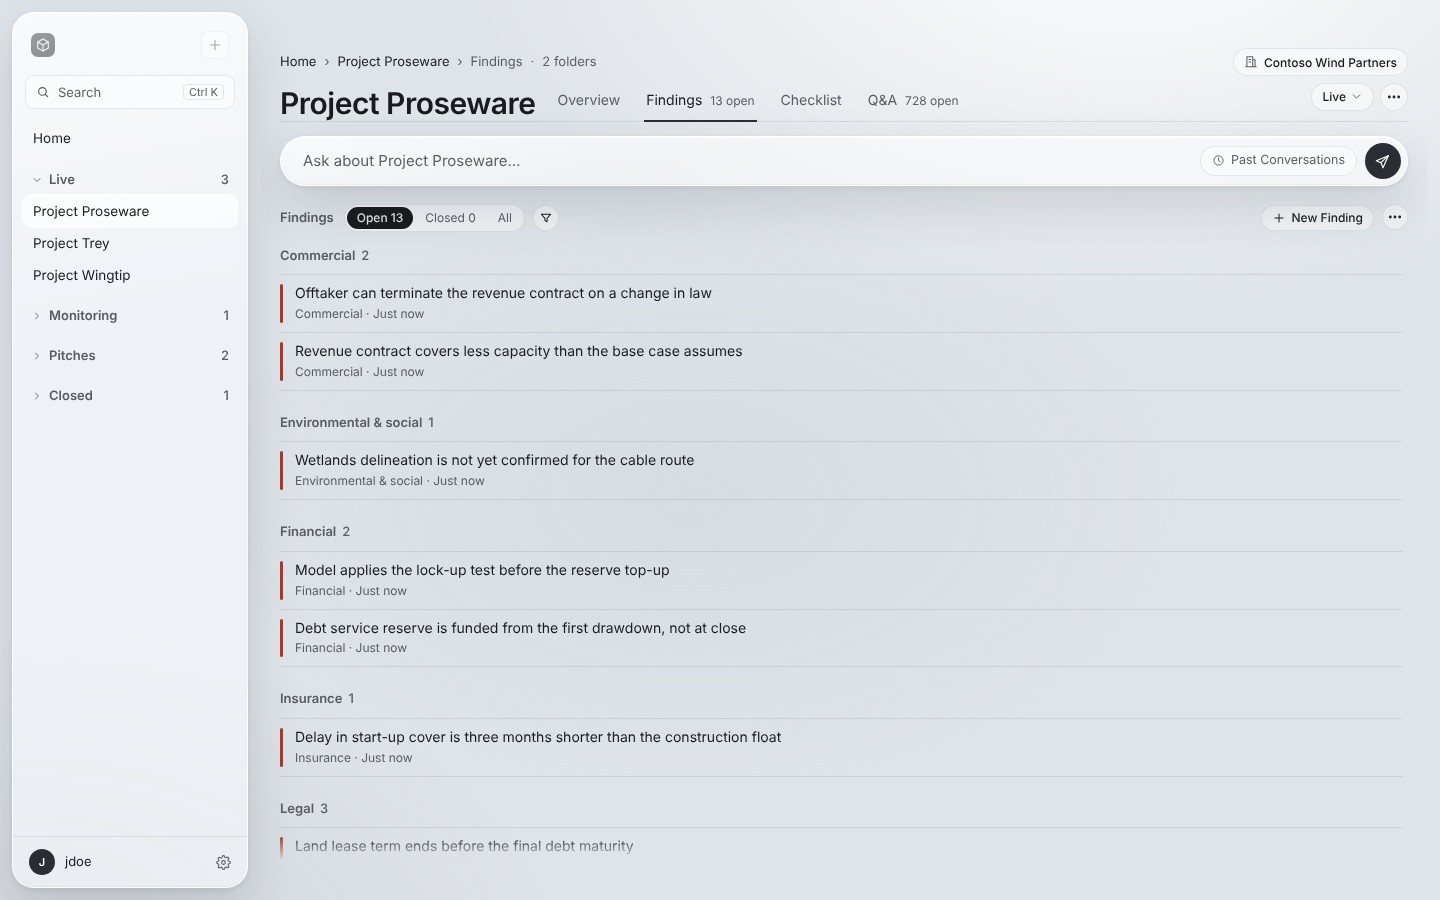 Search
Ctrl K
Home
Live 3
Project Proseware
Project Trey
Project Wingtip
Monitoring 1
Pitches 2
Closed 1
J jdoe
Home › Project Proseware › Findings · 2 folders
Contoso Wind Partners
Project Proseware
Overview
Findings 13 open
Checklist
Q&A 728 open
Live
Ask about Project Proseware...
Past Conversations
Findings
Open 13
Closed 0
All
New Finding
Commercial 2
Offtaker can terminate the revenue contract on a change in law
Commercial · Just now
Revenue contract covers less capacity than the base case assumes
Commercial · Just now
Environmental & social 1
Wetlands delineation is not yet confirmed for the cable route
Environmental & social · Just now
Financial 2
Model applies the lock-up test before the reserve top-up
Financial · Just now
Debt service reserve is funded from the first drawdown, not at close
Financial · Just now
Insurance 1
Delay in start-up cover is three months shorter than the construction float
Insurance · Just now
Legal 3
Land lease term ends before the final debt maturity